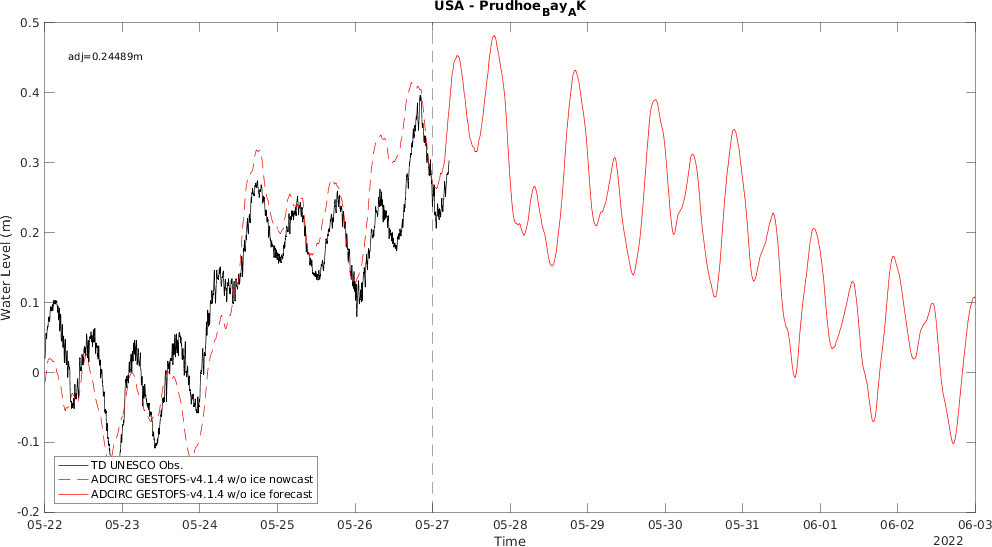 USA - Prudhoe_Bay_AK
adj=0.24489m
Water Level (m)
0.5
0.4
0.3
0.2
0.1
0
-0.1
-0.2
TD UNESCO Obs.
ADCIRC GESTOFS-v4.1.4 w/o ice nowcast
ADCIRC GESTOFS-v4.1.4 w/o ice forecast
05-22 05-23 05-24 05-25 05-26 05-27 05-28 05-29 05-30 05-31 06-01 06-02 06-03
Time
2022